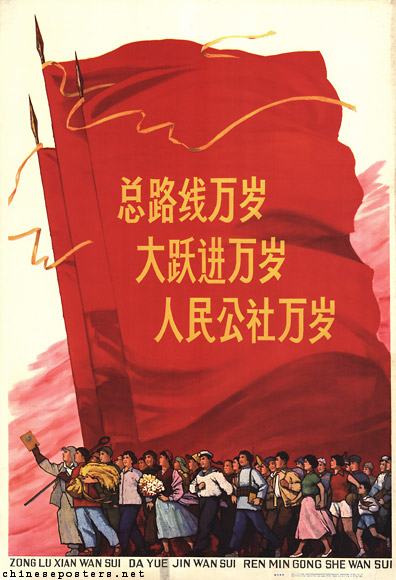 总路线万岁
大跃进万岁
人民公社万岁
ZONG LU XIAN WAN SUI DA YUE JIN WAN SUI REN MIN GONG SHE WAN SUI
chineseposters.net